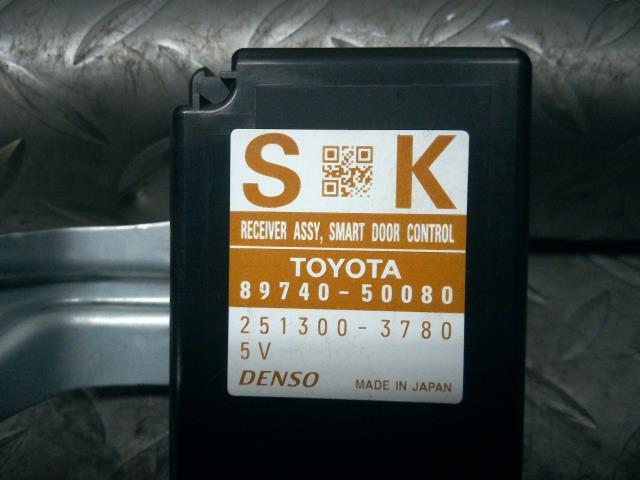 S K
RECEIVER ASSY, SMART DOOR CONTROL
TOYOTA
89740-50080
251300-3780
5V
DENSO MADE IN JAPAN